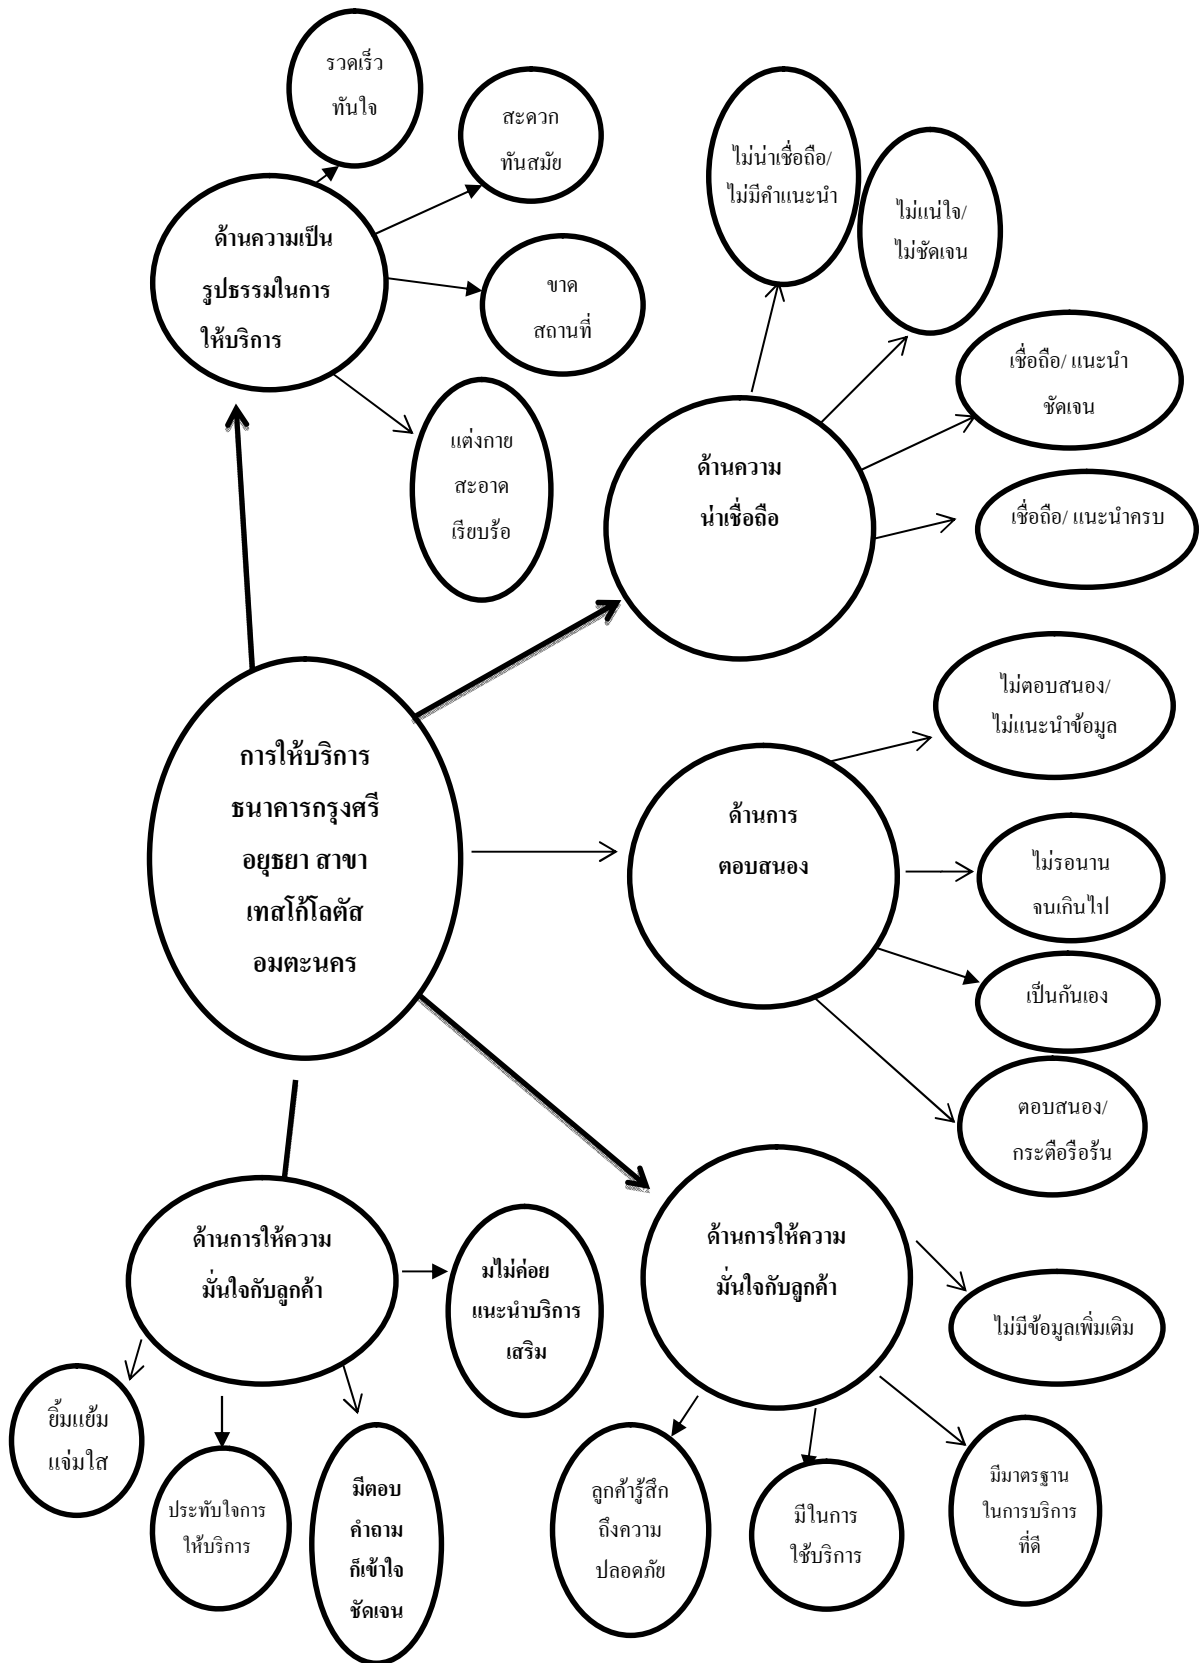 รวดเร็ว
ทันใจ
สะดวก
ทันสมัย
ด้านความเป็น
รูปธรรมในการ
ให้บริการ
ขาด
สถานที่
แต่งกาย
สะอาด
เรียบร้อ
ไม่น่าเชื่อถือ/
ไม่มีคำแนะนำ
ไม่แน่ใจ/
ไม่ชัดเจน
เชื่อถือ/ แนะนำ
ชัดเจน
ด้านความ
น่าเชื่อถือ
เชื่อถือ/ แนะนำครบ
ไม่ตอบสนอง/
ไม่แนะนำข้อมูล
การให้บริการ
ธนาคารกรุงศรี
อยุธยา สาขา
เทสโก้โลตัส
อมตะนคร
ด้านการ
ตอบสนอง
ไม่รอนาน
จนเกินไป
เป็นกันเอง
ตอบสนอง/
กระตือรือร้น
ด้านการให้ความ
มั่นใจกับลูกค้า
มไม่ค่อย
แนะนำบริการ
เสริม
ด้านการให้ความ
มั่นใจกับลูกค้า
ไม่มีข้อมูลเพิ่มเติม
ยิ้มแย้ม
แจ่มใส
ประทับใจการ
ให้บริการ
มีตอบ
คำถาม
ก็เข้าใจ
ชัดเจน
ลูกค้ารู้สึก
ถึงความ
ปลอดภัย
มีในการ
ใช้บริการ
มีมาตรฐาน
ในการบริการ
ที่ดี